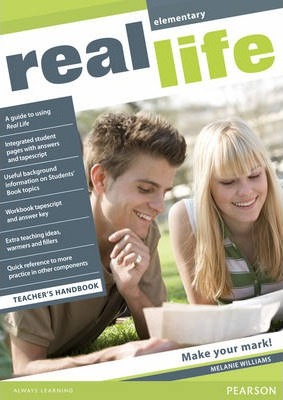 elementary
real
life
A guide to using
Real Life
Integrated student
pages with answers
and tapescript
Useful background
information on Students'
Book topics
Workbook tapescript
and answer key
Extra teaching ideas,
warmers and fillers
Quick reference to more
practice in other components
TEACHER'S HANDBOOK
Make your mark!
MELANIE WILLIAMS
ALWAYS LEARNING
PEARSON